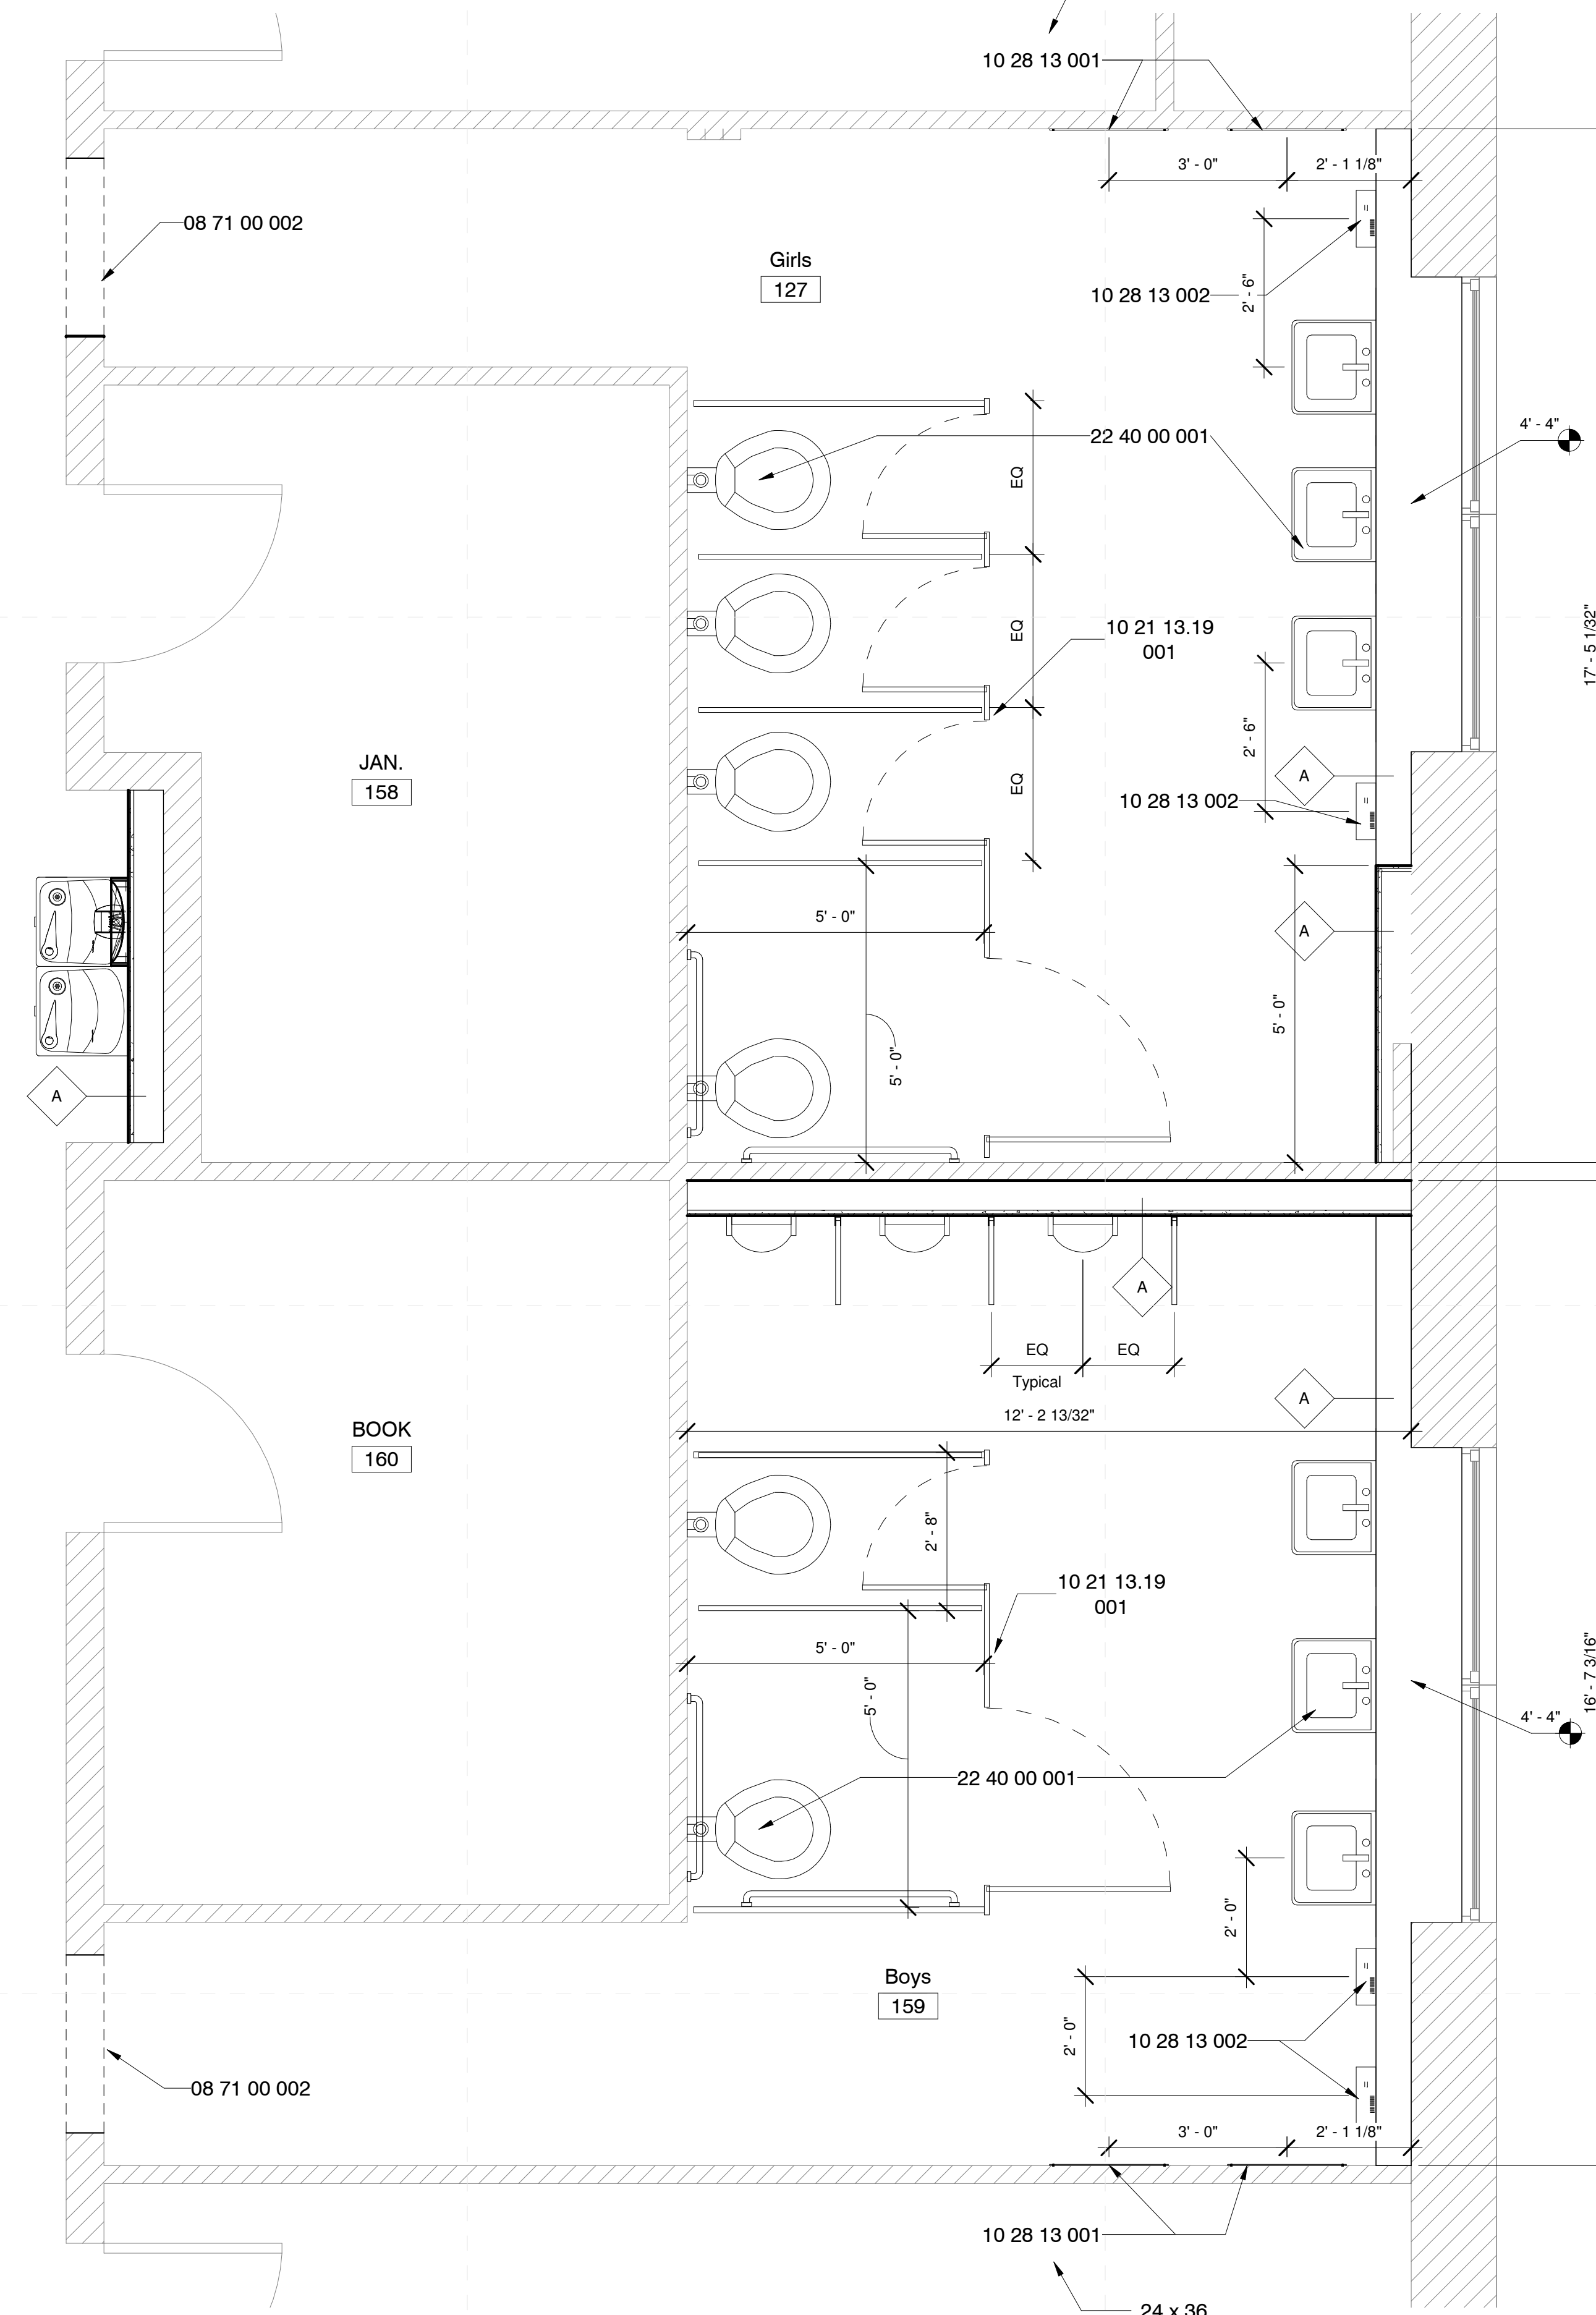 10 28 13 001
3' - 0"
2' - 1 1/8"
08 71 00 002
Girls
127
10 28 13 002
2' - 6"
4' - 4"
22 40 00 001
EQ
EQ
10 21 13.19
001
17' - 5 1/32"
2' - 6"
JAN.
158
EQ
A
10 28 13 002
5' - 0"
A
5' - 0"
5' - 0"
A
A
EQ
EQ
Typical
A
12' - 2 13/32"
BOOK
160
2' - 8"
10 21 13.19
001
5' - 0"
5' - 0"
16' - 7 3/16"
4' - 4"
22 40 00 001
2' - 0"
Boys
159
2' - 0"
10 28 13 002
08 71 00 002
3' - 0"
2' - 1 1/8"
10 28 13 001
24 x 36